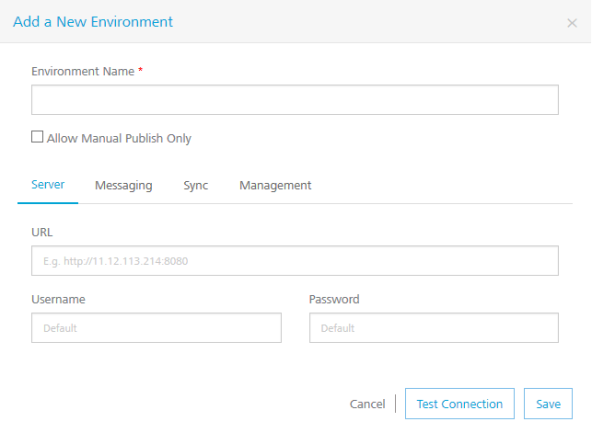 Add a New Environment ×
Environment Name *
Allow Manual Publish Only
Server Messaging Sync Management
URL
E.g. http://11.12.113.214:8080
Username Password
Default Default
Cancel Test Connection Save